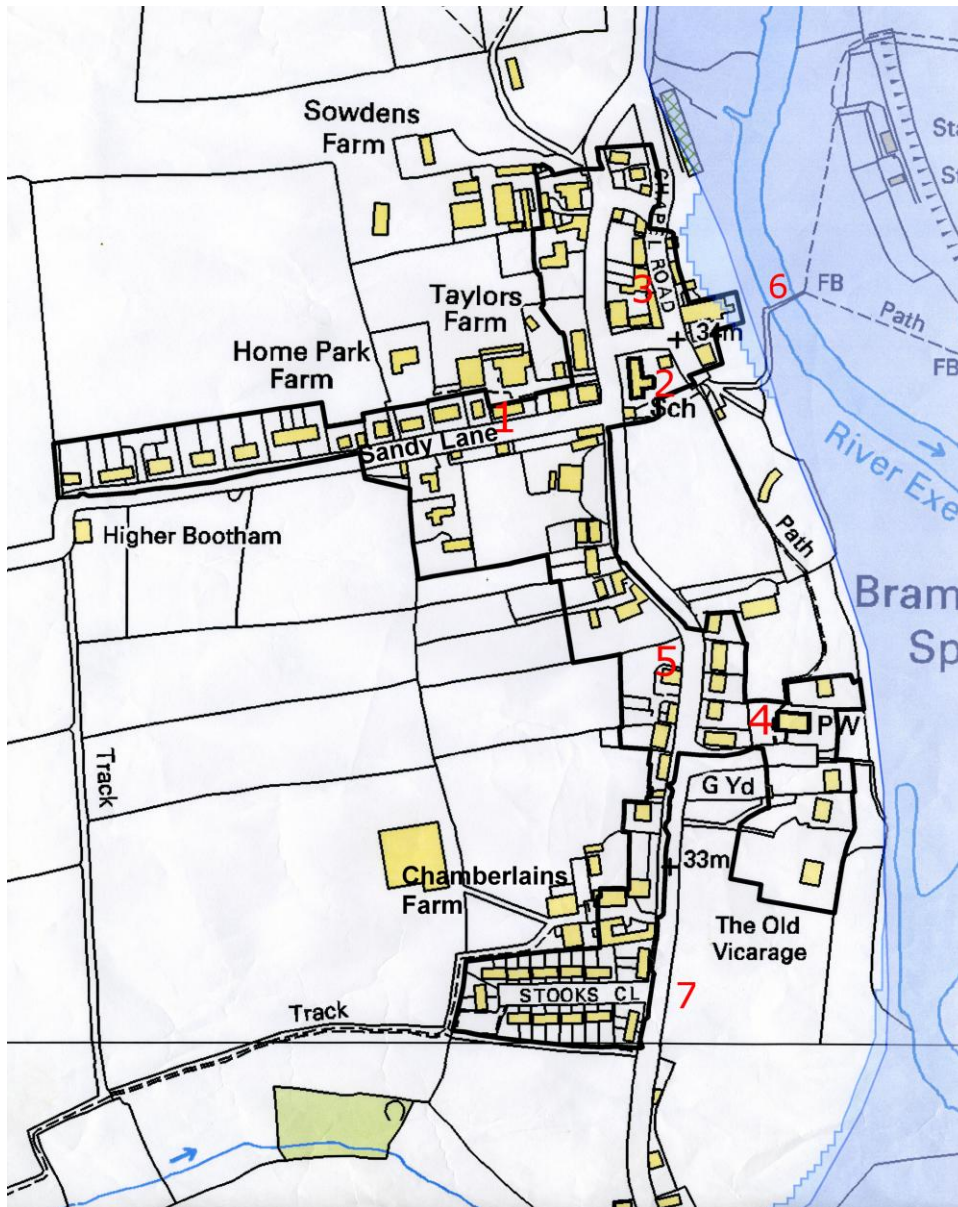 Sowdens
Farm
Sta
S
CHAPEL ROAD
Taylors
Farm
3
6
FB
Path
FB
34m
Home Park
Farm
2
Sch
1
Sandy Lane
River Exe
Higher Bootham
Path
Bram
Sp
5
4
PW
Track
G Yd
33m
Chamberlains
Farm
The Old
Vicarage
7
STOOKS CL
Track